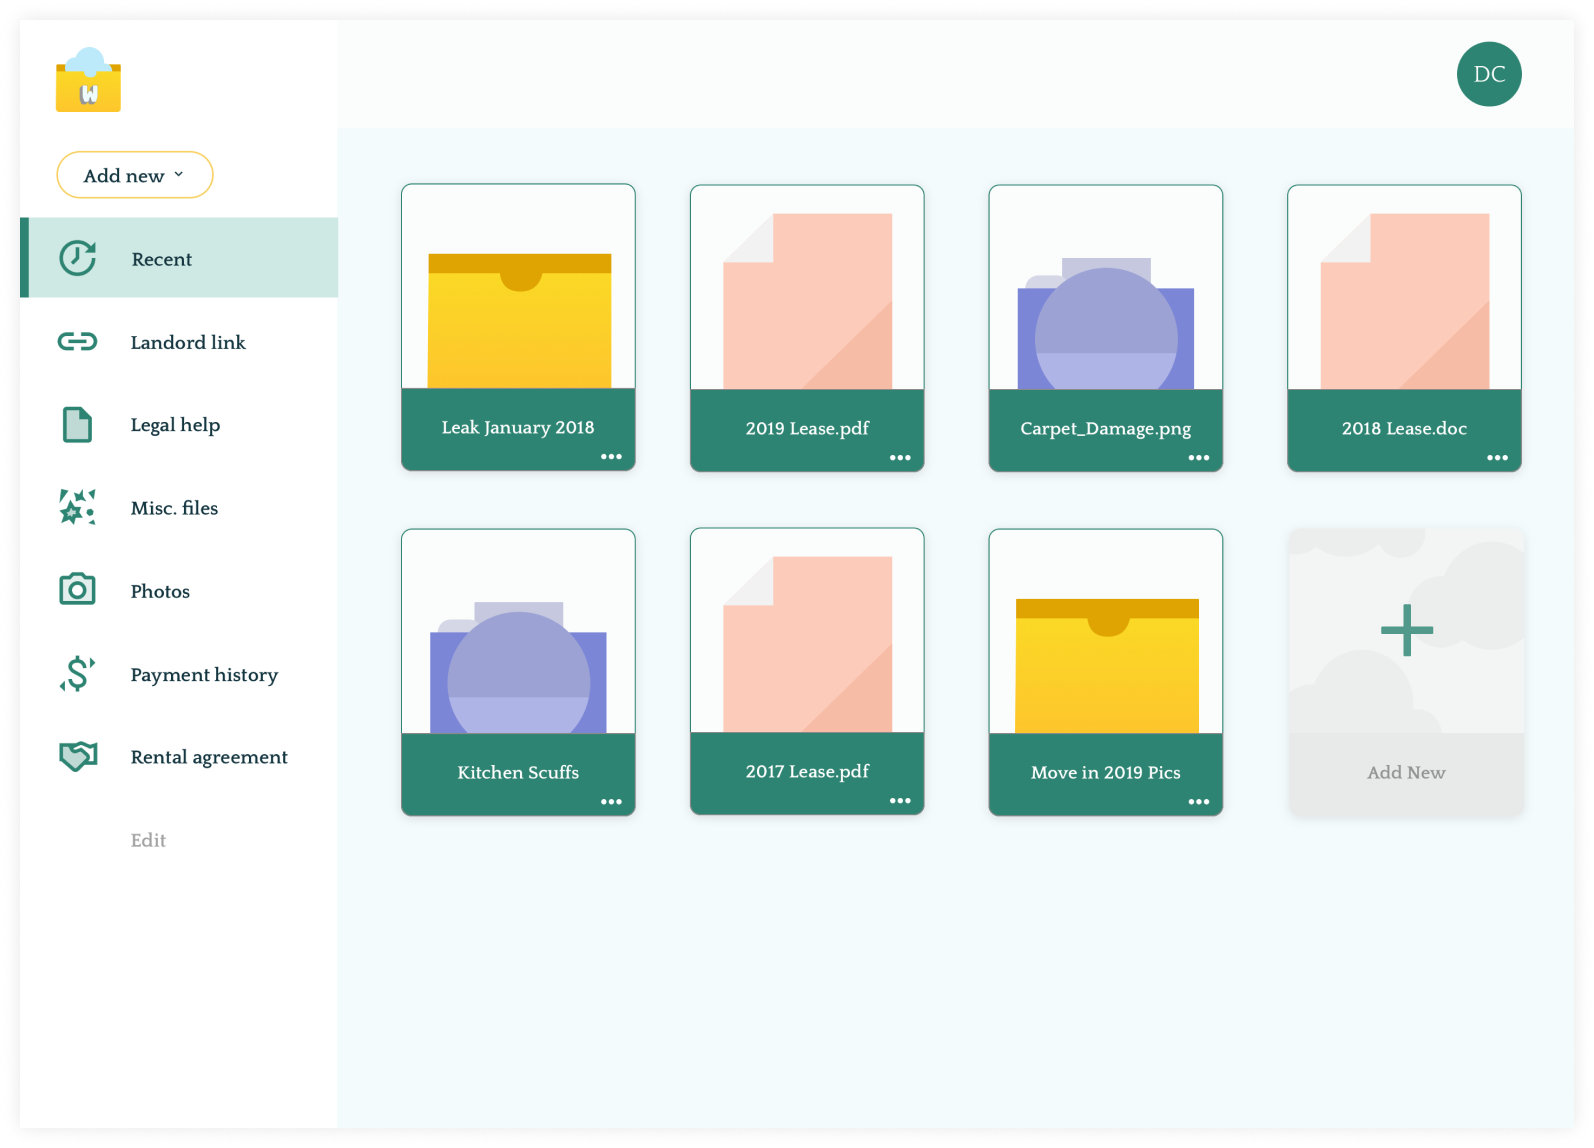 W
DC
Add new
Recent
Landord link
Legal help
Misc. files
Photos
Payment history
Rental agreement
Edit
Leak January 2018
2019 Lease.pdf
Carpet_Damage.png
2018 Lease.doc
Kitchen Scuffs
2017 Lease.pdf
Move in 2019 Pics
Add New